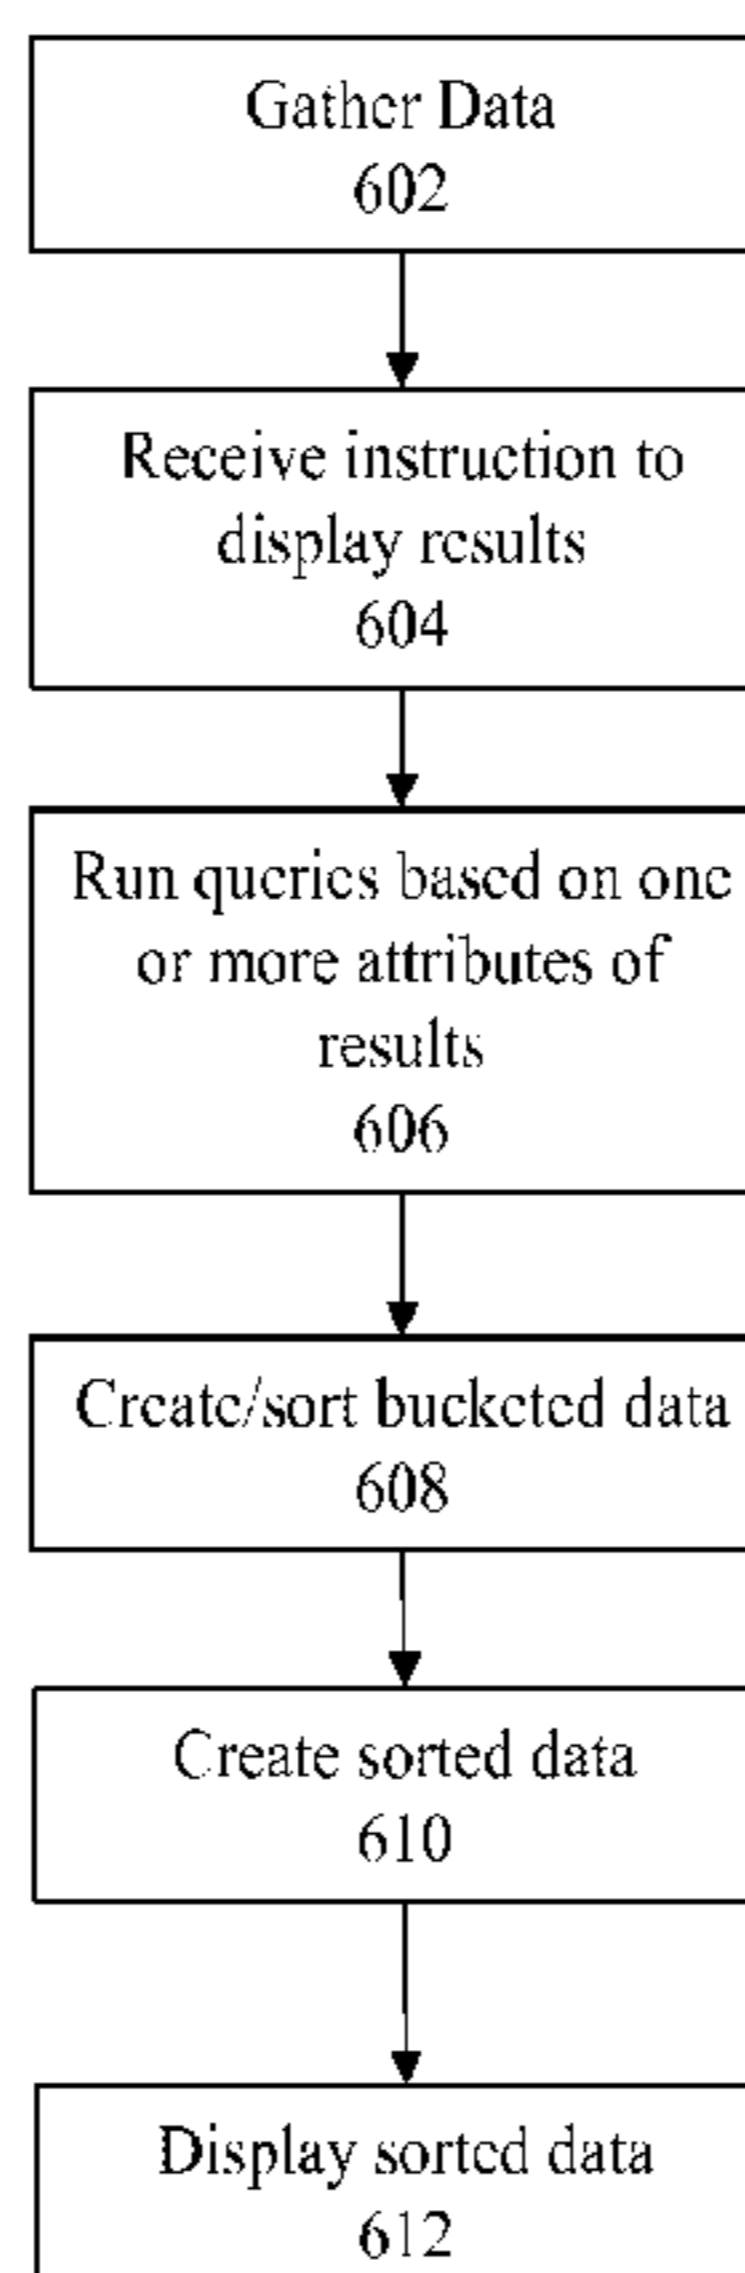 Gather Data
602
Receive instruction to
display results
604
Run queries based on one
or more attributes of
results
606
Create/sort bucketed data
608
Create sorted data
610
Display sorted data
612